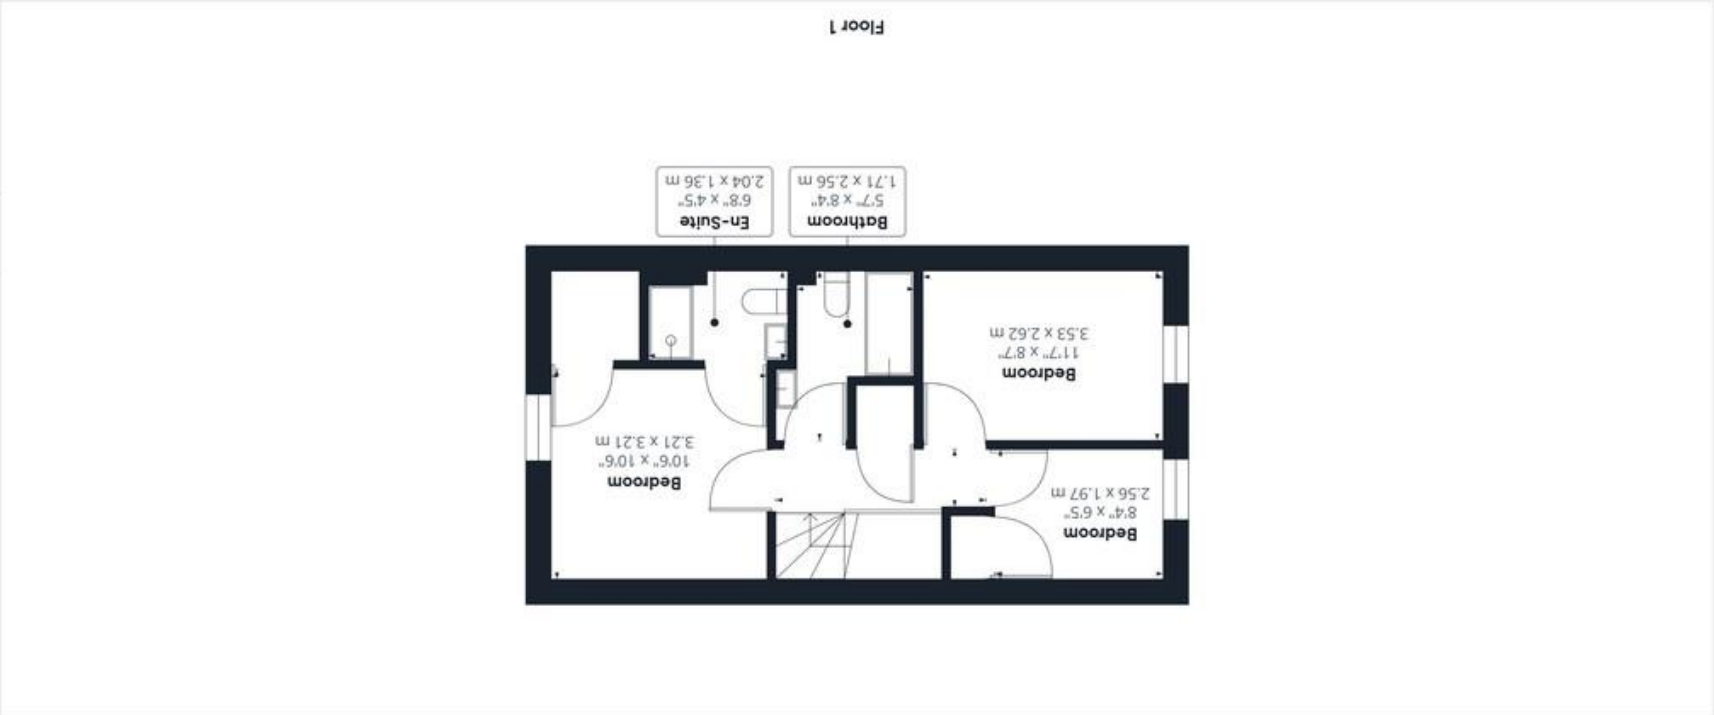 Bedroom
8'4" x 6'5"
2.56 x 1.97 m
Bedroom
10'6" x 10'6"
3.21 x 3.21 m
Bedroom
11'7" x 8'7"
3.53 x 2.62 m
Bathroom
5'7" x 8'4"
1.71 x 2.56 m
En-Suite
6'8" x 4'5"
2.04 x 1.36 m
Floor 1